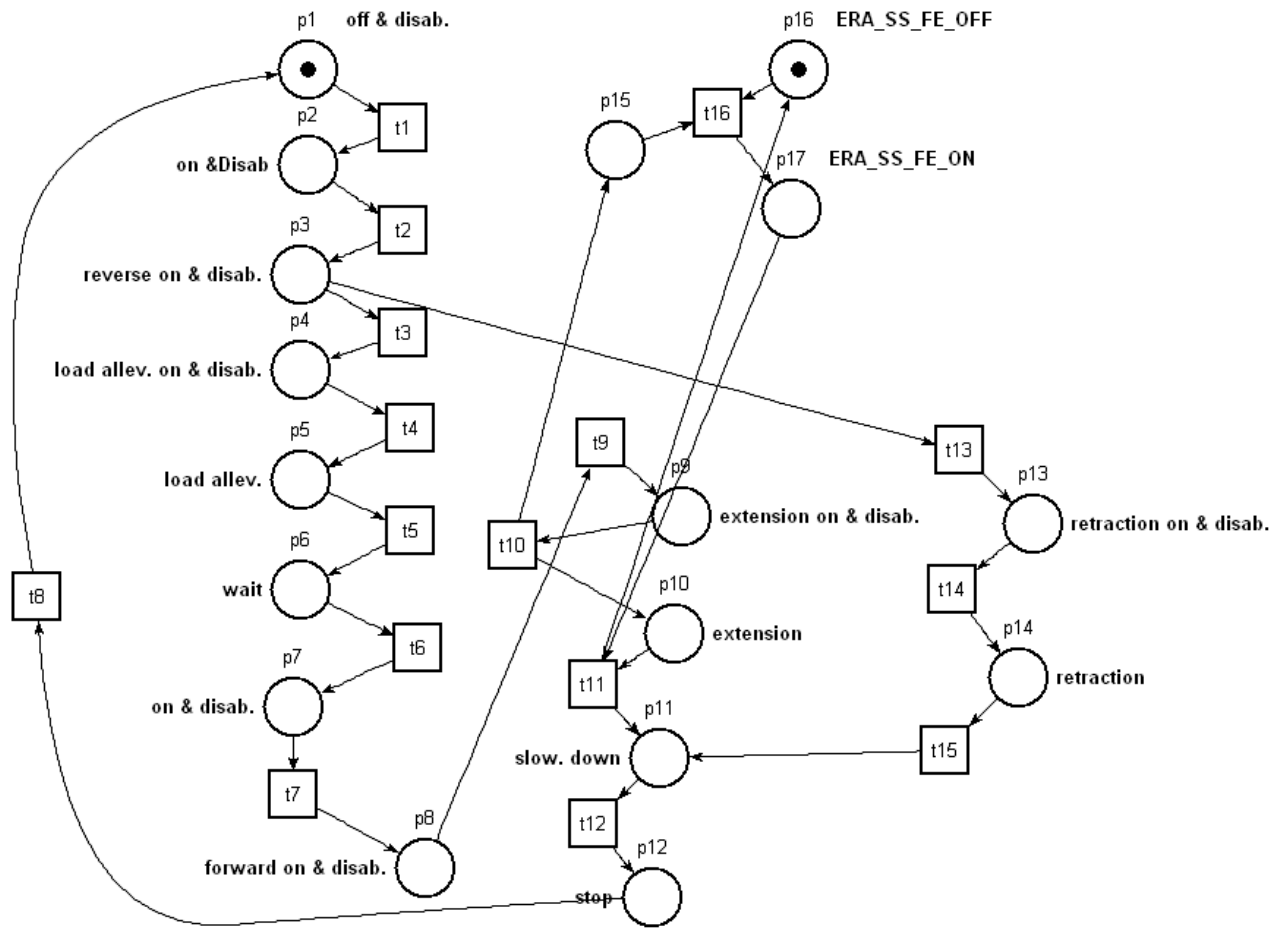 p1 off & disab.
p16 ERA_SS_FE_OFF
p15
t16
p2
t1
on &Disab
p17 ERA_SS_FE_ON
p3
t2
reverse on & disab.
p4
t3
load allev. on & disab.
p5
t4
t9
t13
load allev.
p9
p13
extension on & disab.
retraction on & disab.
p6
t5
t10
wait
p10
t14
t8
extension
p14
p7
t6
t11
retraction
on & disab.
p11
slow. down
t15
t7
p8
t12
p12
forward on & disab.
stop